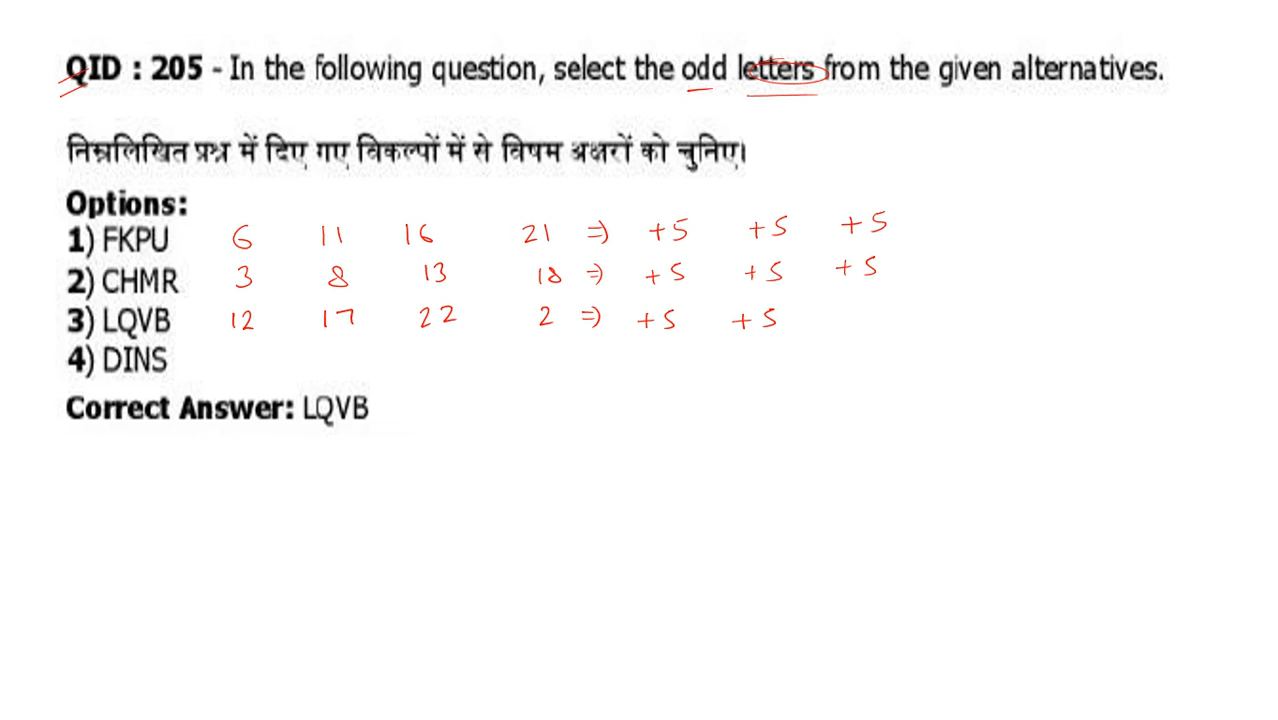 QID : 205 - In the following question, select the odd letters from the given alternatives.
निम्नलिखित प्रश्न में दिए गए विकल्पों में से विषम अक्षरों को चुनिए।
Options:
1) FKPU 6 11 16 21 => +5 +5 +5
2) CHMR 3 8 13 18 => +5 +5 +5
3) LQVB 12 17 22 2 => +5 +5
4) DINS
Correct Answer: LQVB